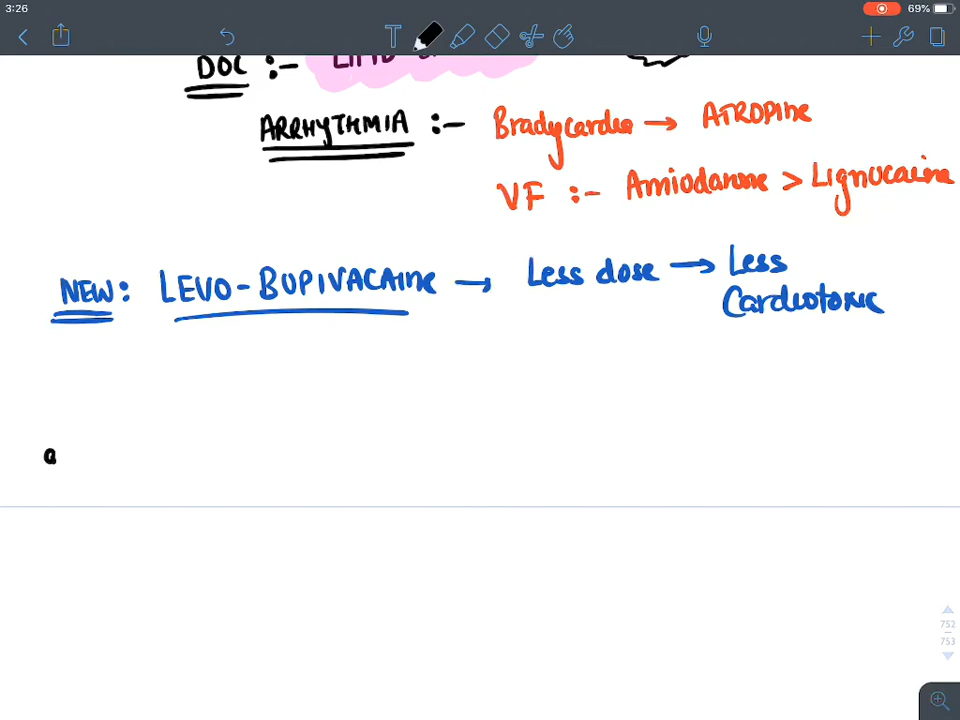 3:26
69%
T
DOC :-
ARRHYTHMIA :- Bradycardia → ATROPINE
VF :- Amiodarone > Lignocaine
NEW: LEVO-BUPIVACAINE → Less dose → Less
Cardiotoxic
a
752
753